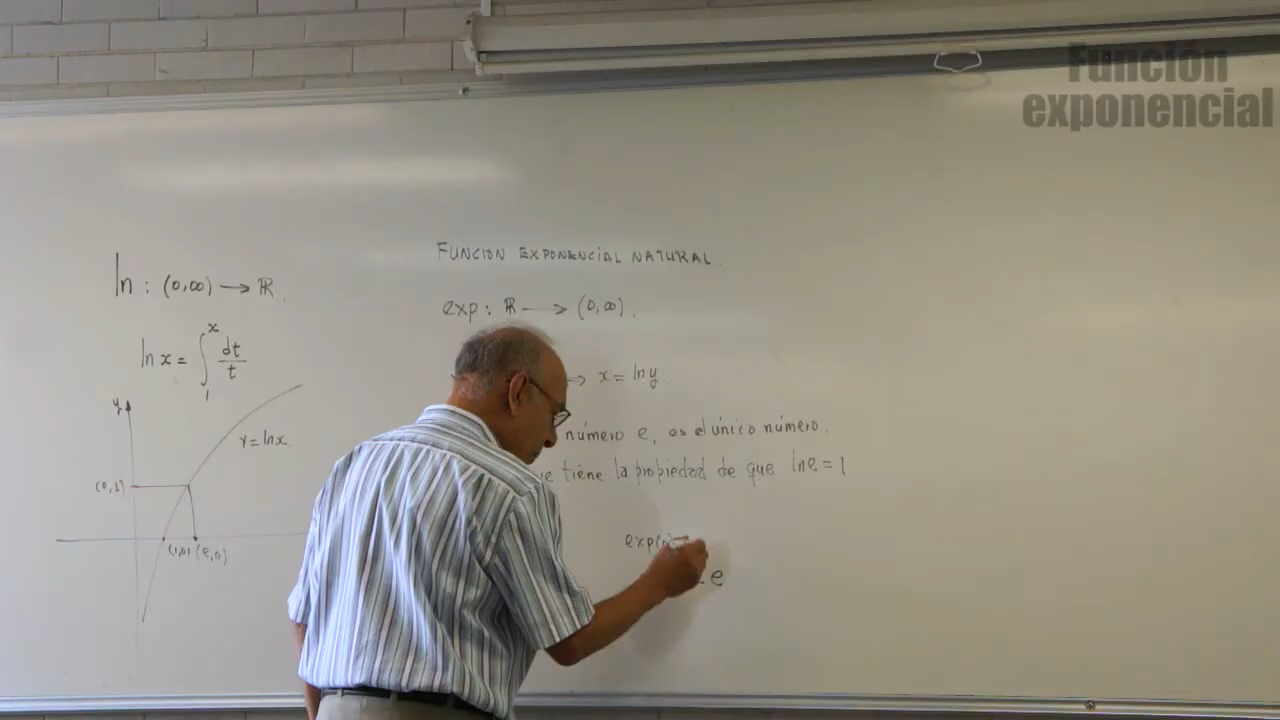 Función
exponencial
ln : (0,∞) → ℝ.
ln x = ∫₁ˣ dt/t
y
y = ln x.
(0,1)
(1,0) (e,0)
FUNCION EXPONENCIAL NATURAL.
exp : ℝ → (0,∞).
x = ln y.
número e, es el único número.
tiene la propiedad de que ln e = 1
e